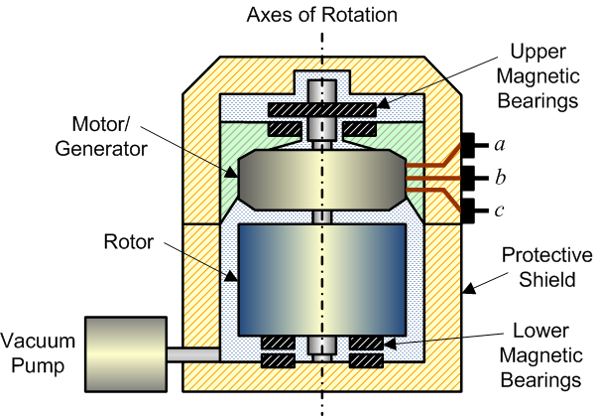 Axes of Rotation
Upper
Magnetic
Bearings
Motor/
Generator
a
b
c
Rotor
Protective
Shield
Vacuum
Pump
Lower
Magnetic
Bearings